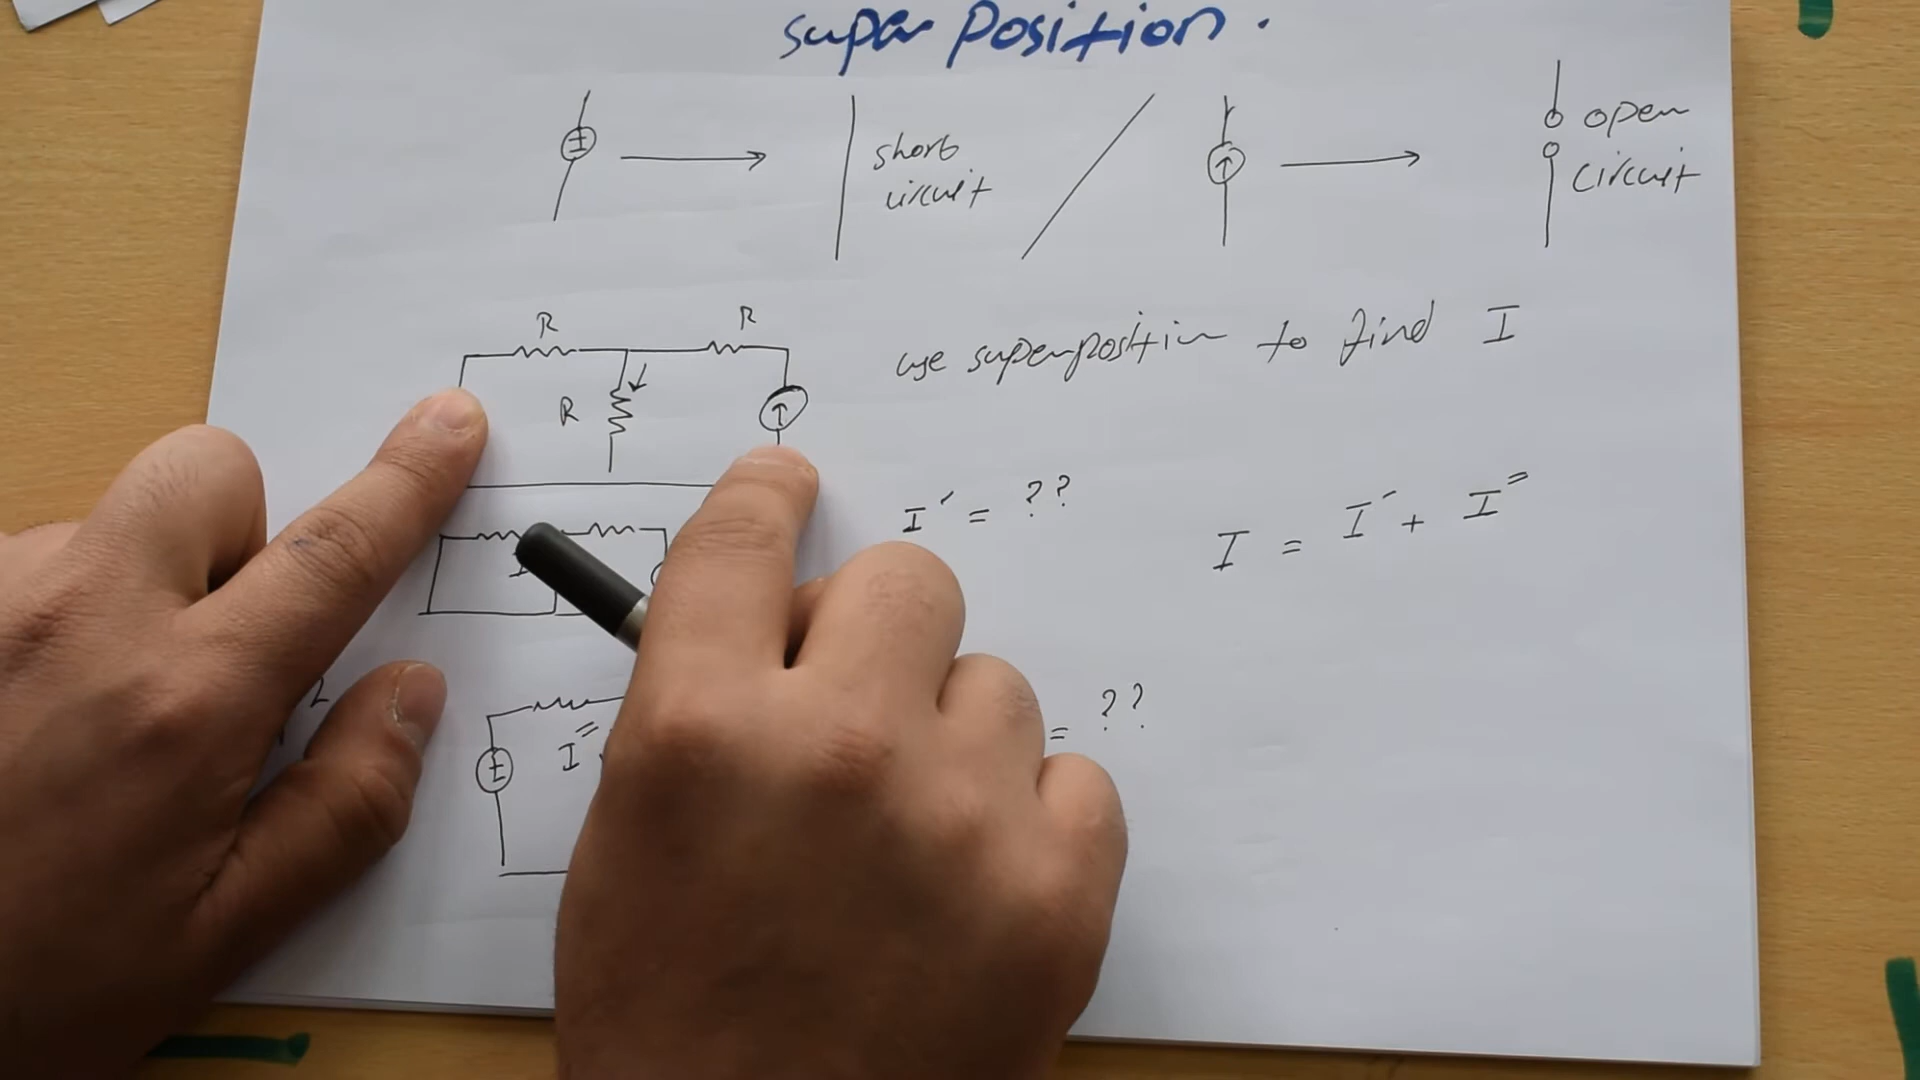 super position.
short
circuit
open
circuit
R
R
use superposition to find I
R
I' = ??
I = I' + I"
I"
= ??